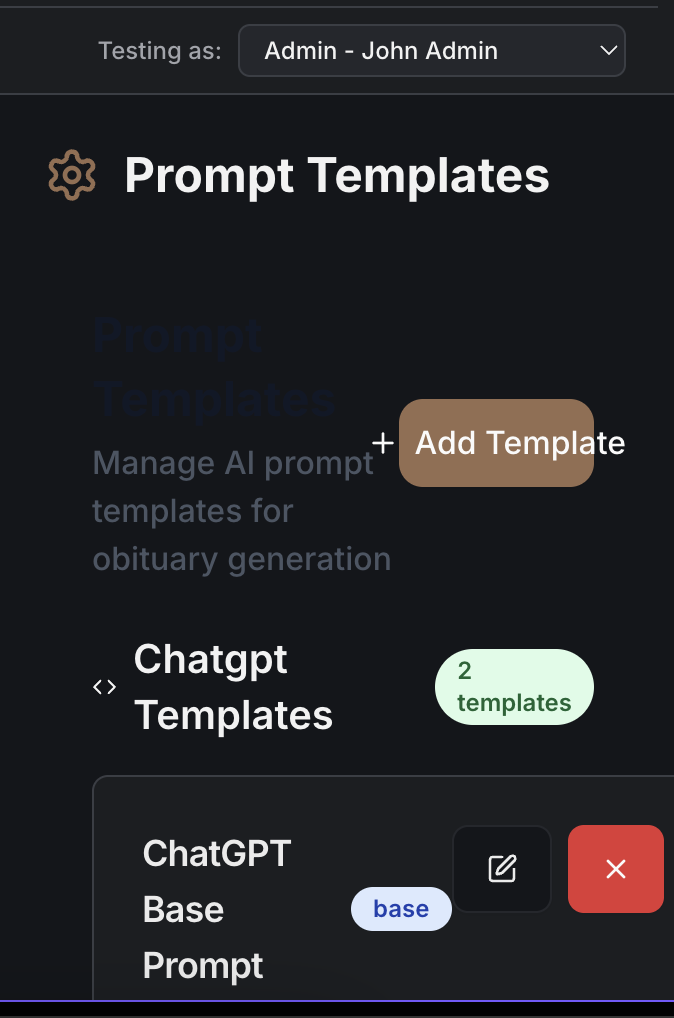 Testing as:
Admin - John Admin
Prompt Templates
Prompt
Templates
Manage AI prompt
templates for
obituary generation
+ Add Template
Chatgpt
Templates
2
templates
ChatGPT
Base
Prompt
base